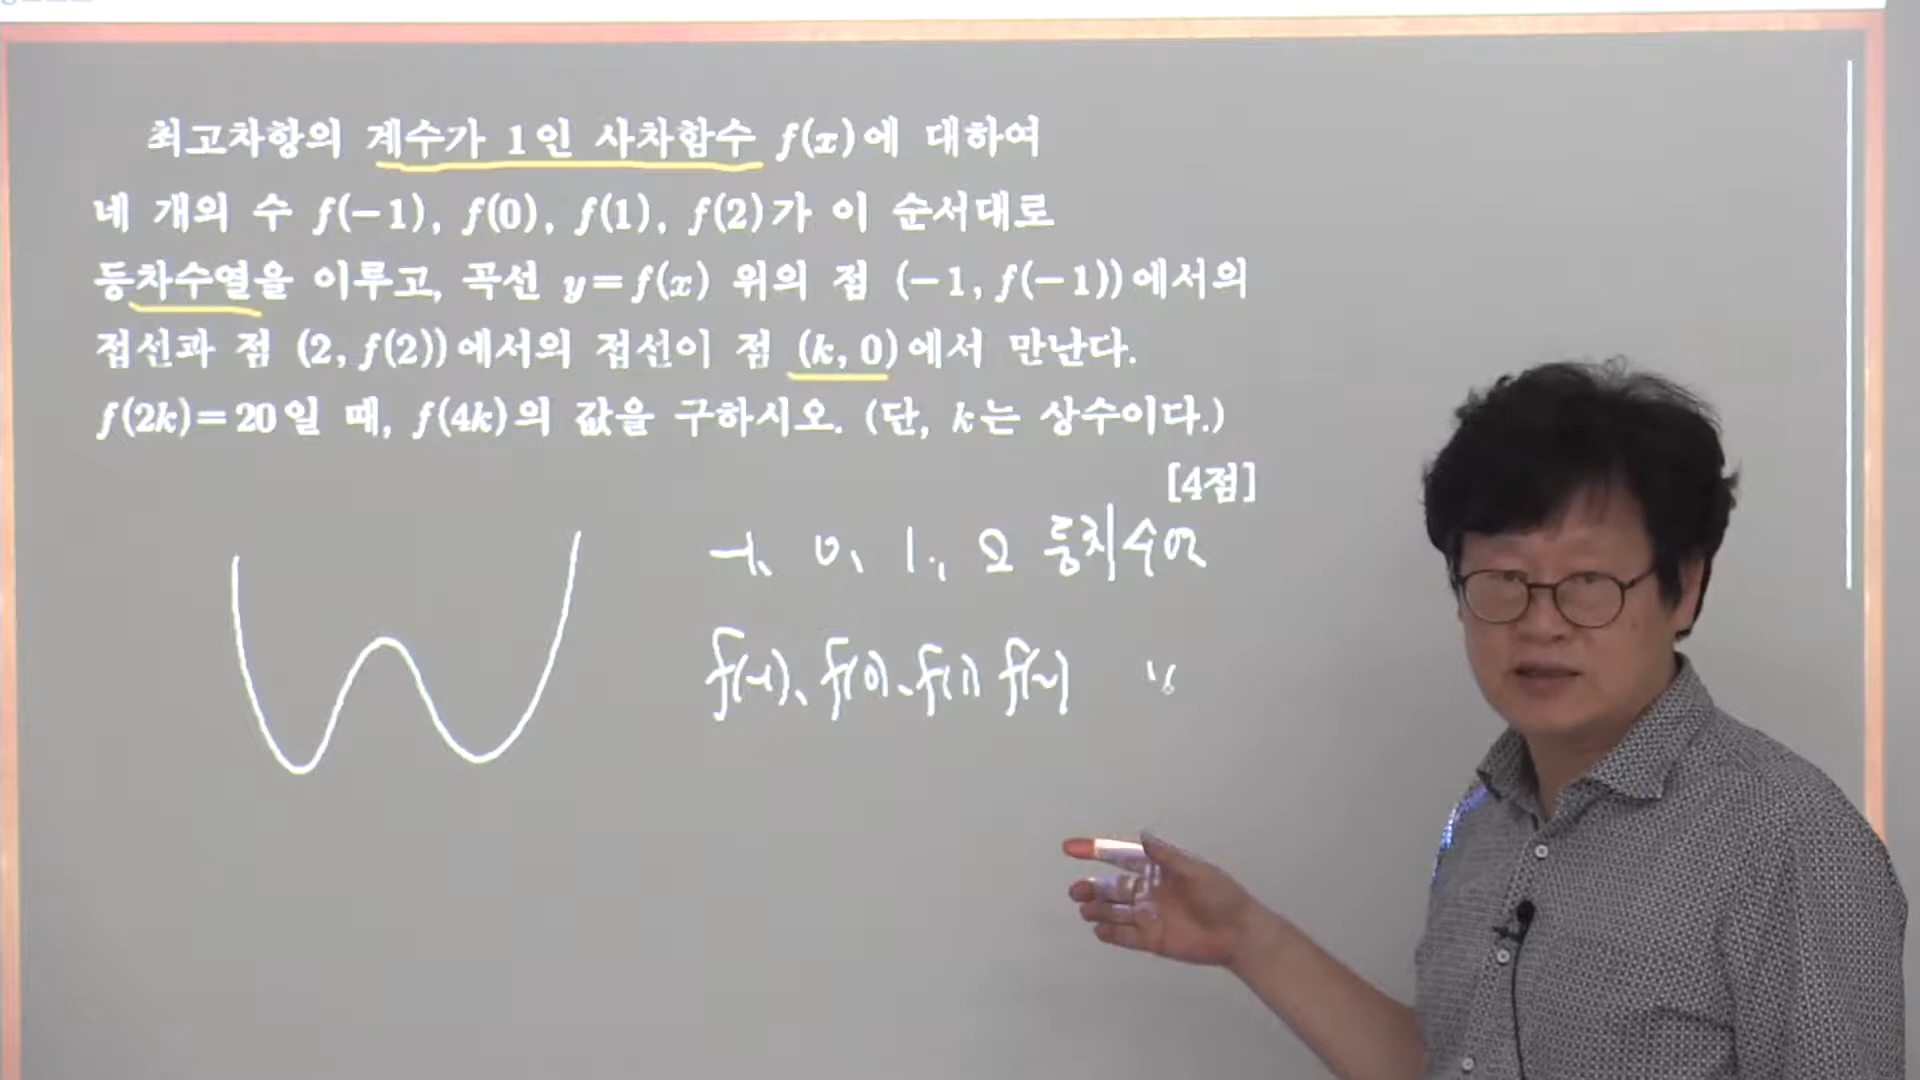 최고차항의 계수가 1인 사차함수 f(x)에 대하여
네 개의 수 f(-1), f(0), f(1), f(2)가 이 순서대로
등차수열을 이루고, 곡선 y=f(x) 위의 점 (-1, f(-1))에서의
접선과 점 (2, f(2))에서의 접선이 점 (k, 0)에서 만난다.
f(2k)=20일 때, f(4k)의 값을 구하시오. (단, k는 상수이다.)
[4점]
-1, 0, 1, 2 등차수열
f(-1), f(0), f(1) f(2)